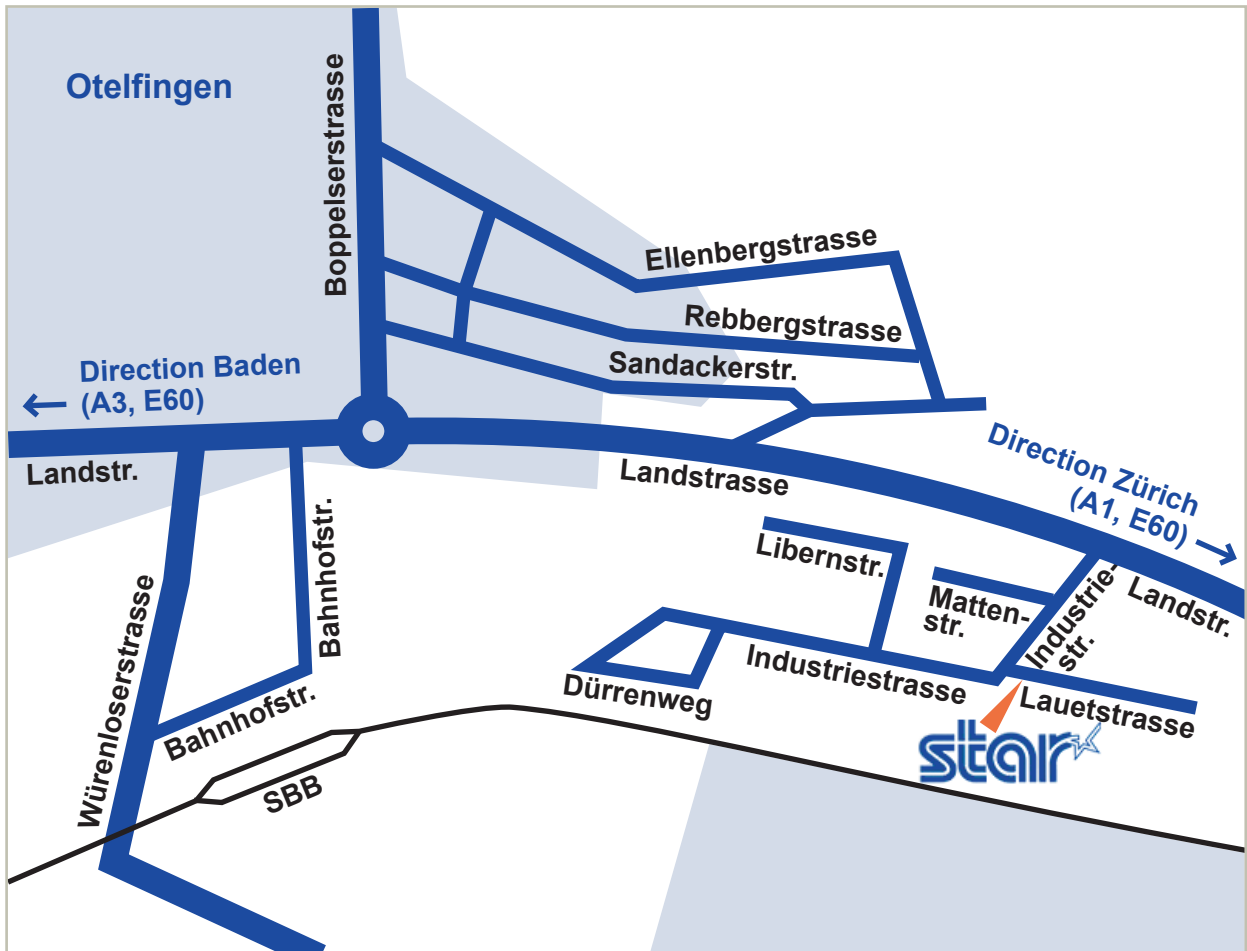 Otelfingen
Boppelserstrasse
Ellenbergstrasse
Rebbergstrasse
Sandackerstr.
Direction Baden
(A3, E60)
Landstr.
Landstrasse
Direction Zürich
(A1, E60)
Libernstr.
Matten-
str.
Industrie-
str.
Landstr.
Bahnhofstr.
Würenloserstrasse
Bahnhofstr.
Industriestrasse
Dürrenweg
Lauetstrasse
star
SBB